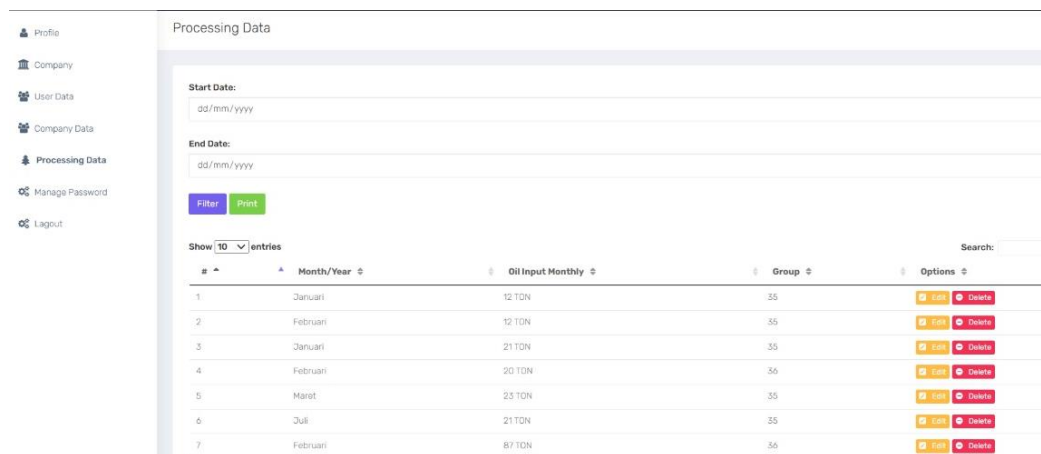 Profile
Company
User Data
Company Data
Processing Data
Manage Password
Lagout
Processing Data
Start Date:
dd/mm/yyyy
End Date:
dd/mm/yyyy
Filter Print
Show 10 entries Search:
# Month/Year Oil Input Monthly Group Options
1 Januari 12 TON 35 Edit Delete
2 Februari 12 TON 35 Edit Delete
3 Januari 21 TON 35 Edit Delete
4 Februari 20 TON 36 Edit Delete
5 Maret 23 TON 35 Edit Delete
6 Juli 21 TON 35 Edit Delete
7 Februari 87 TON 36 Edit Delete